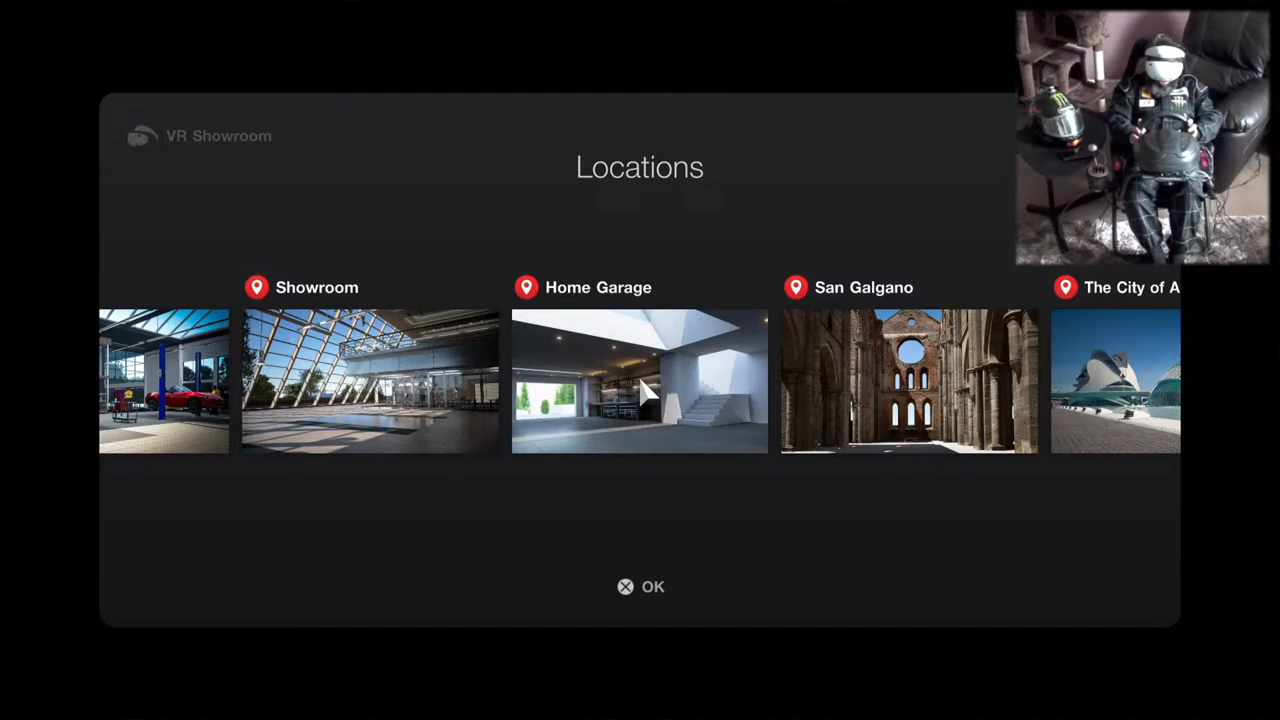 VR Showroom
Locations
Showroom
Home Garage
San Galgano
The City of A
OK